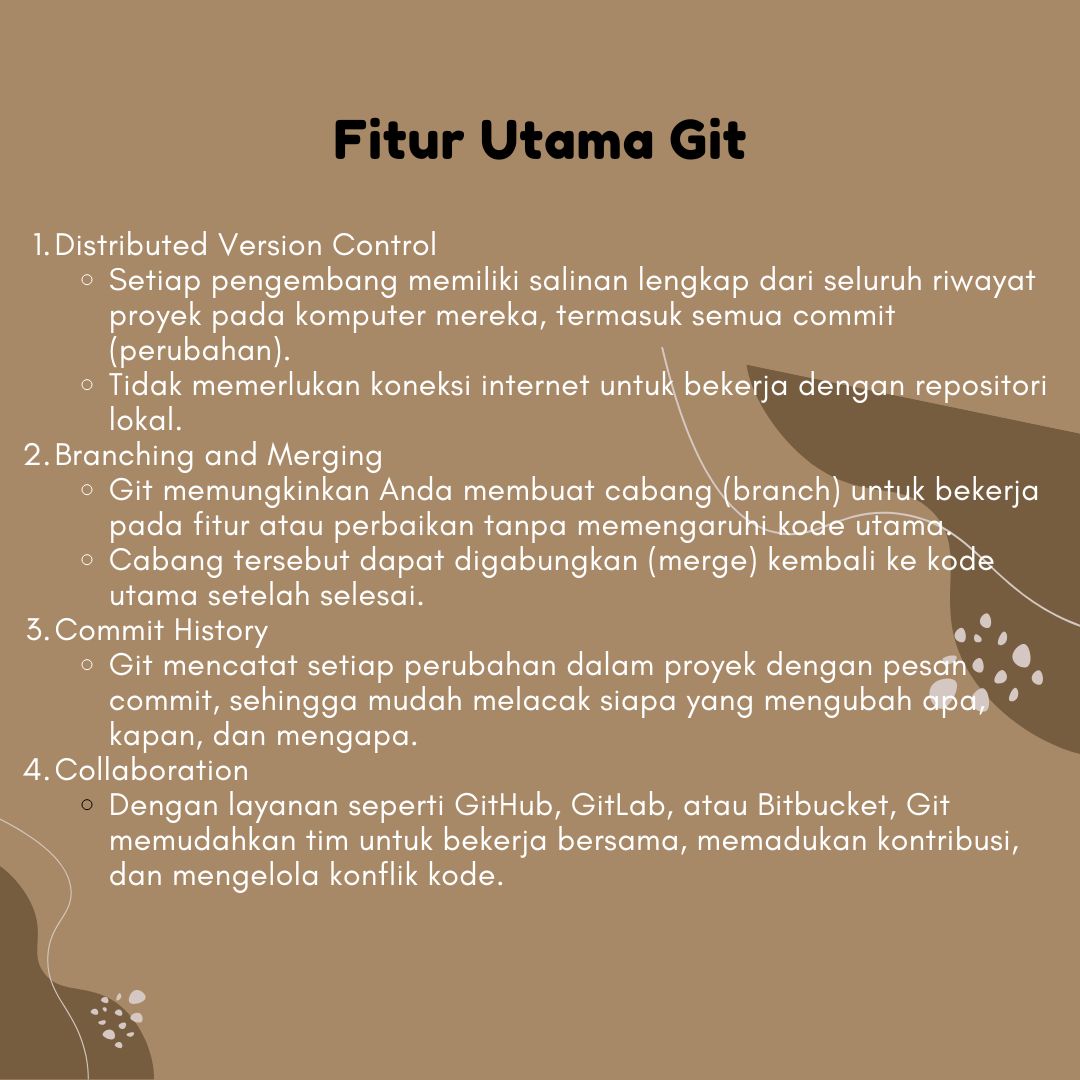 Fitur Utama Git
1. Distributed Version Control
Setiap pengembang memiliki salinan lengkap dari seluruh riwayat
proyek pada komputer mereka, termasuk semua commit
(perubahan).
Tidak memerlukan koneksi internet untuk bekerja dengan repositori
lokal.
2. Branching and Merging
Git memungkinkan Anda membuat cabang (branch) untuk bekerja
pada fitur atau perbaikan tanpa memengaruhi kode utama.
Cabang tersebut dapat digabungkan (merge) kembali ke kode
utama setelah selesai.
3. Commit History
Git mencatat setiap perubahan dalam proyek dengan pesan
commit, sehingga mudah melacak siapa yang mengubah apa,
kapan, dan mengapa.
4. Collaboration
Dengan layanan seperti GitHub, GitLab, atau Bitbucket, Git
memudahkan tim untuk bekerja bersama, memadukan kontribusi,
dan mengelola konflik kode.